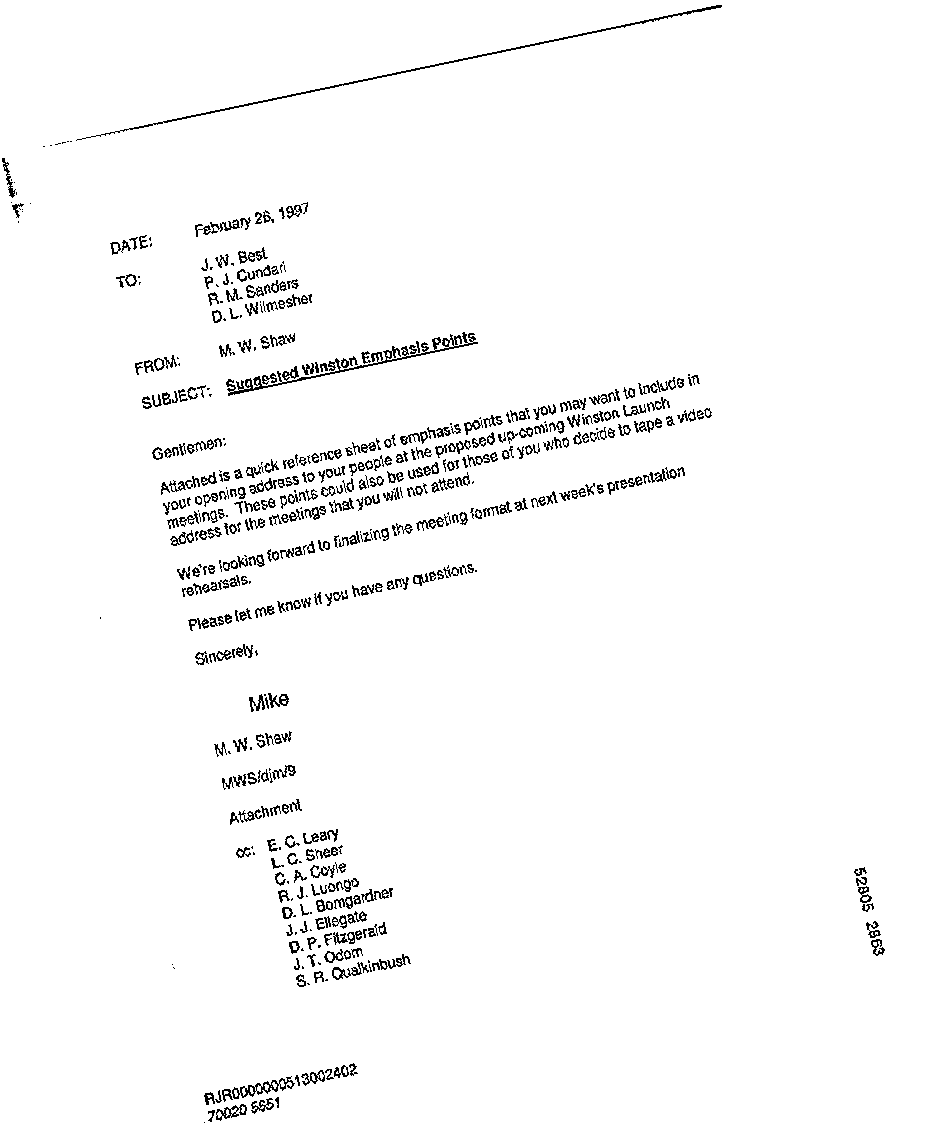 DATE: February 26, 1997
TO: J. W. Best
P. J. Cundari
R. M. Sanders
D. L. Wilmesher
FROM: M. W. Shaw
SUBJECT: Suggested Winston Emphasis Points
Gentlemen:
Attached is a quick reference sheet of emphasis points that you may want to include in
your opening address to your people at the proposed up-coming Winston Launch
meetings. These points could also be used for those of you who decide to tape a video
address for the meetings that you will not attend.
We're looking forward to finalizing the meeting format at next week's presentation
rehearsals.
Please let me know if you have any questions.
Sincerely,
Mike
M. W. Shaw
MWS/djm/9
Attachment
cc: E. C. Leary
L. C. Sheer
C. A. Coyle
R. J. Luongo
D. L. Bomgardner
J. J. Ellegate
D. P. Fitzgerald
J. T. Odom
S. R. Qualkinbush
52805 2863
RJR0000000513002402
70020 5651